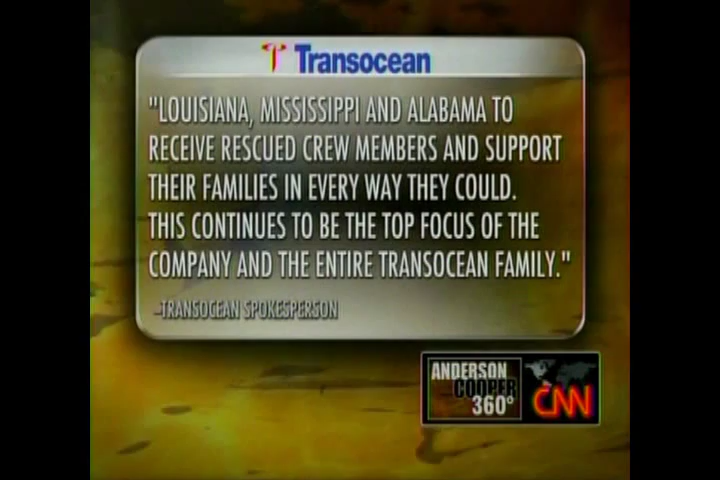 Transocean
"LOUISIANA, MISSISSIPPI AND ALABAMA TO
RECEIVE RESCUED CREW MEMBERS AND SUPPORT
THEIR FAMILIES IN EVERY WAY THEY COULD.
THIS CONTINUES TO BE THE TOP FOCUS OF THE
COMPANY AND THE ENTIRE TRANSOCEAN FAMILY."
–TRANSOCEAN SPOKESPERSON
ANDERSON
COOPER
360°
CNN